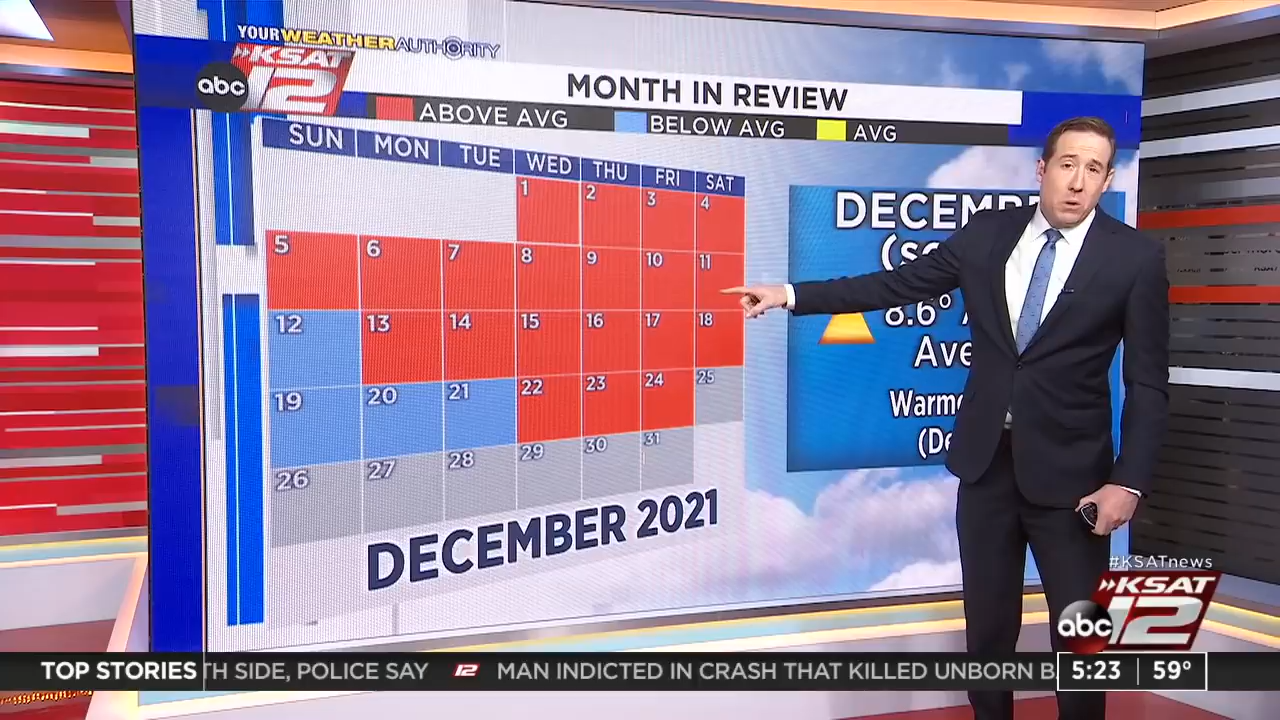 YOUR WEATHER AUTHORITY
KSAT
abc 12
MONTH IN REVIEW
ABOVE AVG BELOW AVG AVG
SUN MON TUE WED THU FRI SAT
1 2 3 4
5 6 7 8 9 10 11
12 13 14 15 16 17 18
19 20 21 22 23 24 25
26 27 28 29 30 31
DECEMBER 2021
8.6°
#KSATnews
KSAT
abc 12
TOP STORIES TH SIDE, POLICE SAY 12 MAN INDICTED IN CRASH THAT KILLED UNBORN B 5:23 59°